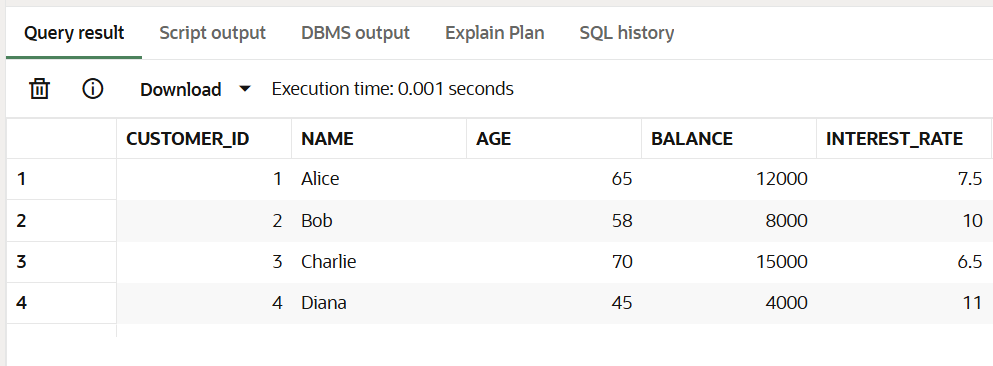 Query result Script output DBMS output Explain Plan SQL history
Download Execution time: 0.001 seconds
CUSTOMER_ID NAME AGE BALANCE INTEREST_RATE
1 1 Alice 65 12000 7.5
2 2 Bob 58 8000 10
3 3 Charlie 70 15000 6.5
4 4 Diana 45 4000 11